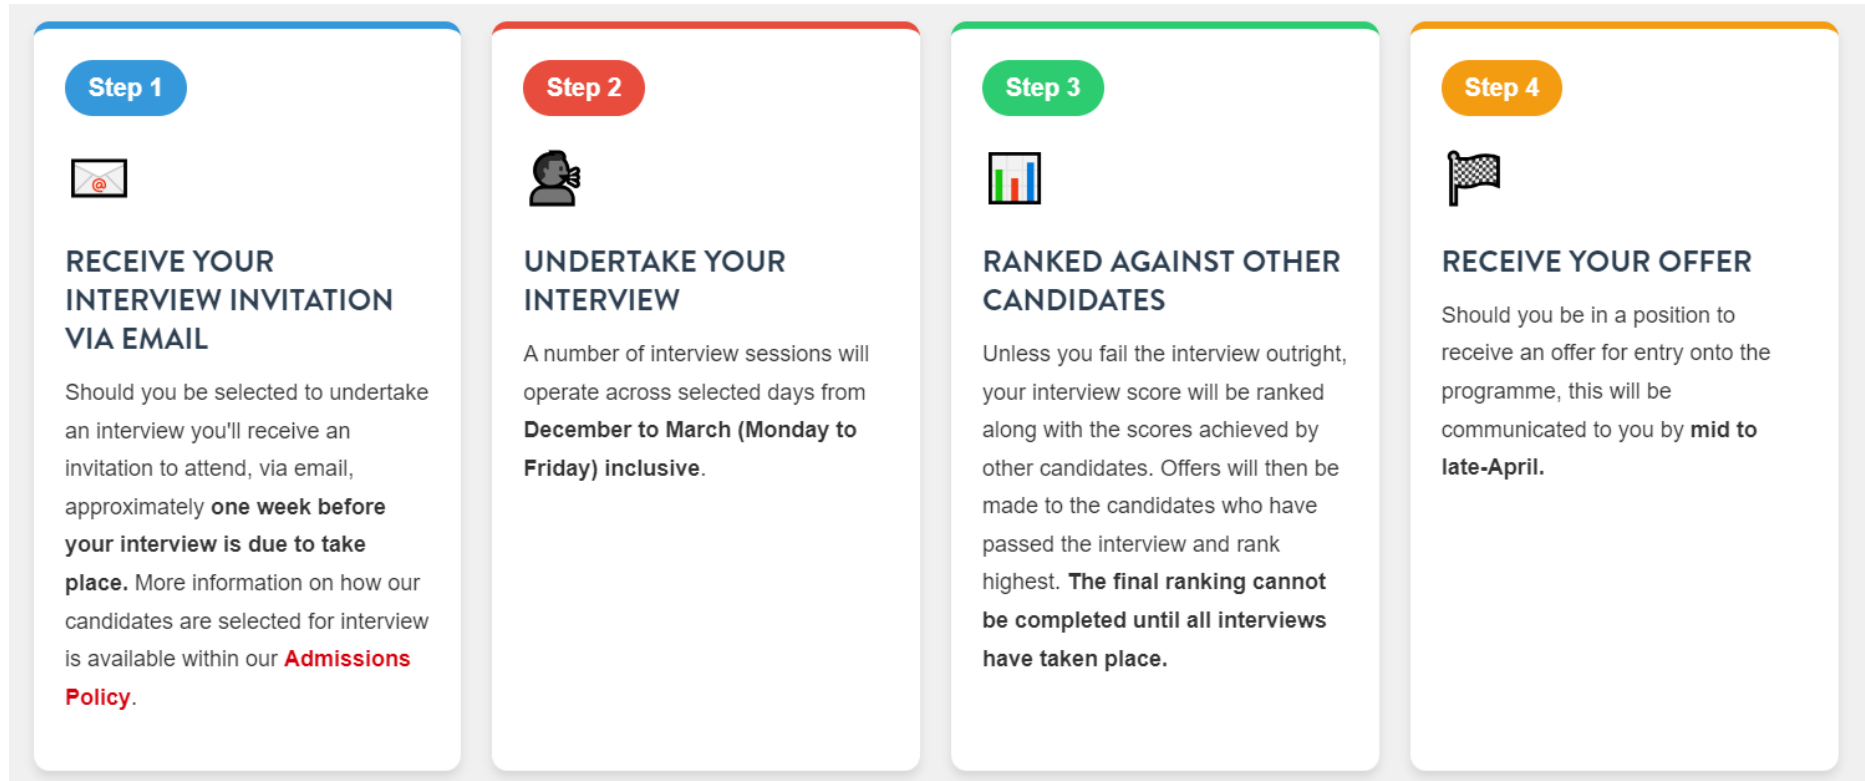 Step 1
RECEIVE YOUR
INTERVIEW INVITATION
VIA EMAIL
Should you be selected to undertake
an interview you'll receive an
invitation to attend, via email,
approximately one week before
your interview is due to take
place. More information on how our
candidates are selected for interview
is available within our Admissions
Policy.
Step 2
UNDERTAKE YOUR
INTERVIEW
A number of interview sessions will
operate across selected days from
December to March (Monday to
Friday) inclusive.
Step 3
RANKED AGAINST OTHER
CANDIDATES
Unless you fail the interview outright,
your interview score will be ranked
along with the scores achieved by
other candidates. Offers will then be
made to the candidates who have
passed the interview and rank
highest. The final ranking cannot
be completed until all interviews
have taken place.
Step 4
RECEIVE YOUR OFFER
Should you be in a position to
receive an offer for entry onto the
programme, this will be
communicated to you by mid to
late-April.